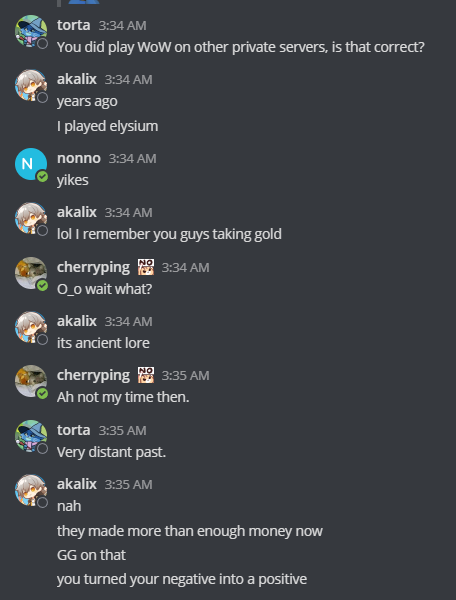 torta 3:34 AM
You did play WoW on other private servers, is that correct?
akalix 3:34 AM
years ago
I played elysium
N
nonno 3:34 AM
yikes
akalix 3:34 AM
lol I remember you guys taking gold
cherryping NO 3:34 AM
O_o wait what?
akalix 3:34 AM
its ancient lore
cherryping NO 3:35 AM
Ah not my time then.
torta 3:35 AM
Very distant past.
akalix 3:35 AM
nah
they made more than enough money now
GG on that
you turned your negative into a positive